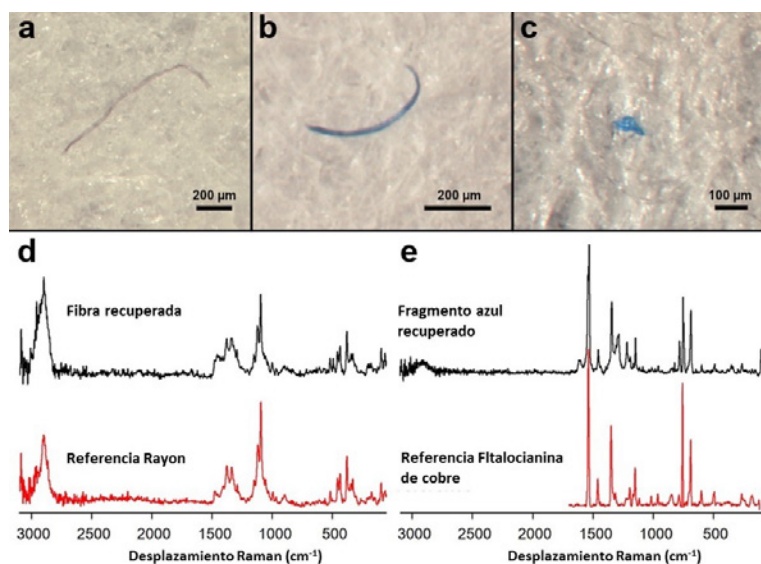 a
b
c
200 µm
200 µm
100 µm
d
e
Fibra recuperada
Fragmento azul
recuperado
Referencia Rayon
Referencia Fltalocianina
de cobre
3000 2500 2000 1500 1000 500
3000 2500 2000 1500 1000 500
Desplazamiento Raman (cm⁻¹)
Desplazamiento Raman (cm⁻¹)